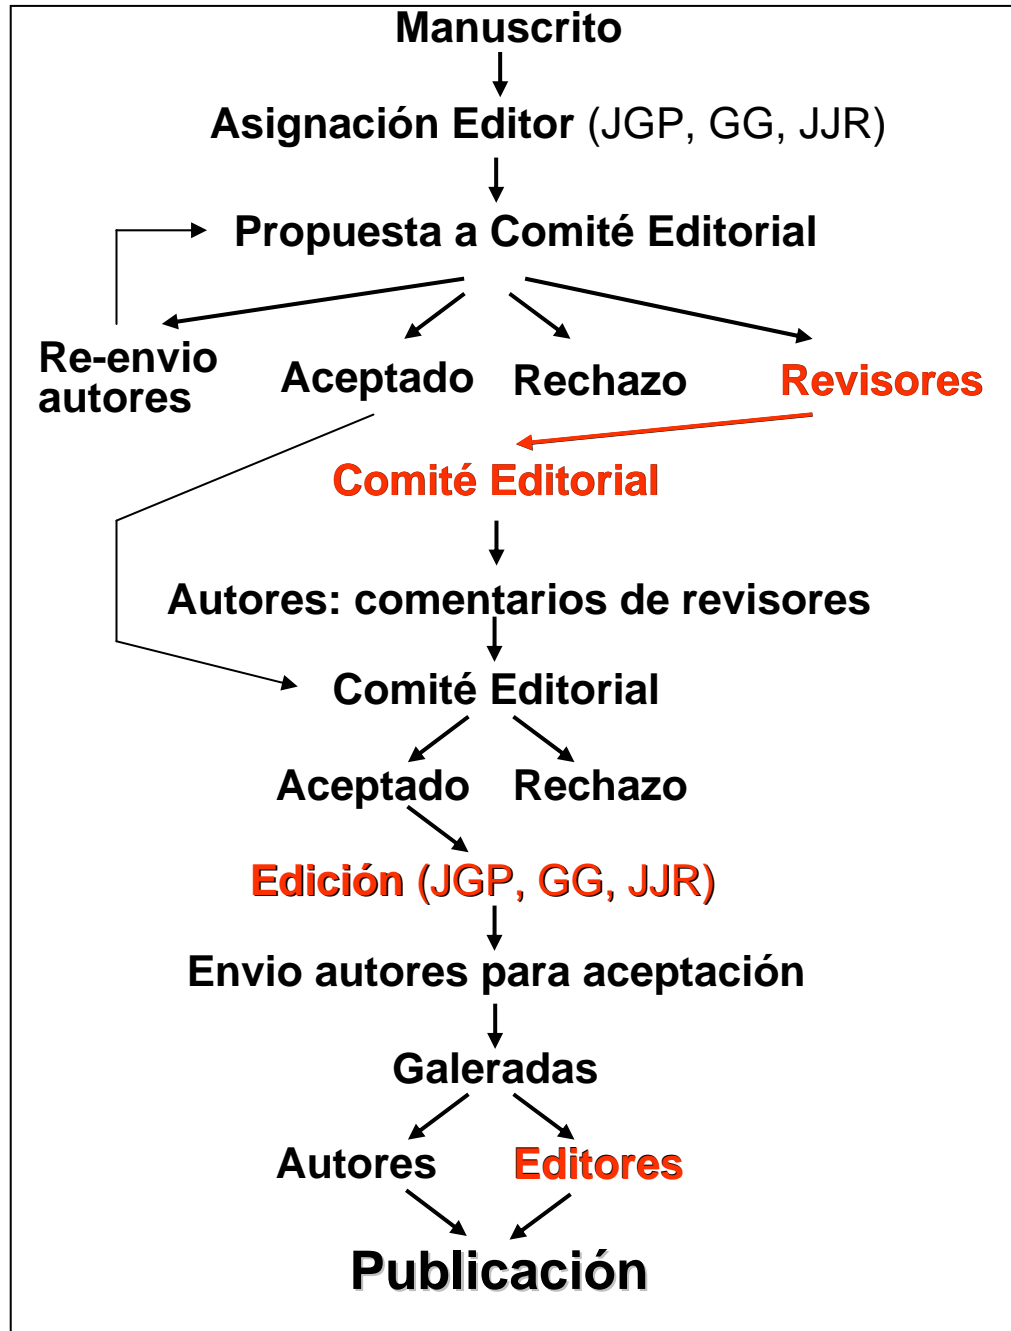 Manuscrito
Asignación Editor (JGP, GG, JJR)
Propuesta a Comité Editorial
Re-envio
autores
Aceptado
Rechazo
Revisores
Comité Editorial
Autores: comentarios de revisores
Comité Editorial
Aceptado
Rechazo
Edición (JGP, GG, JJR)
Envio autores para aceptación
Galeradas
Autores
Editores
Publicación